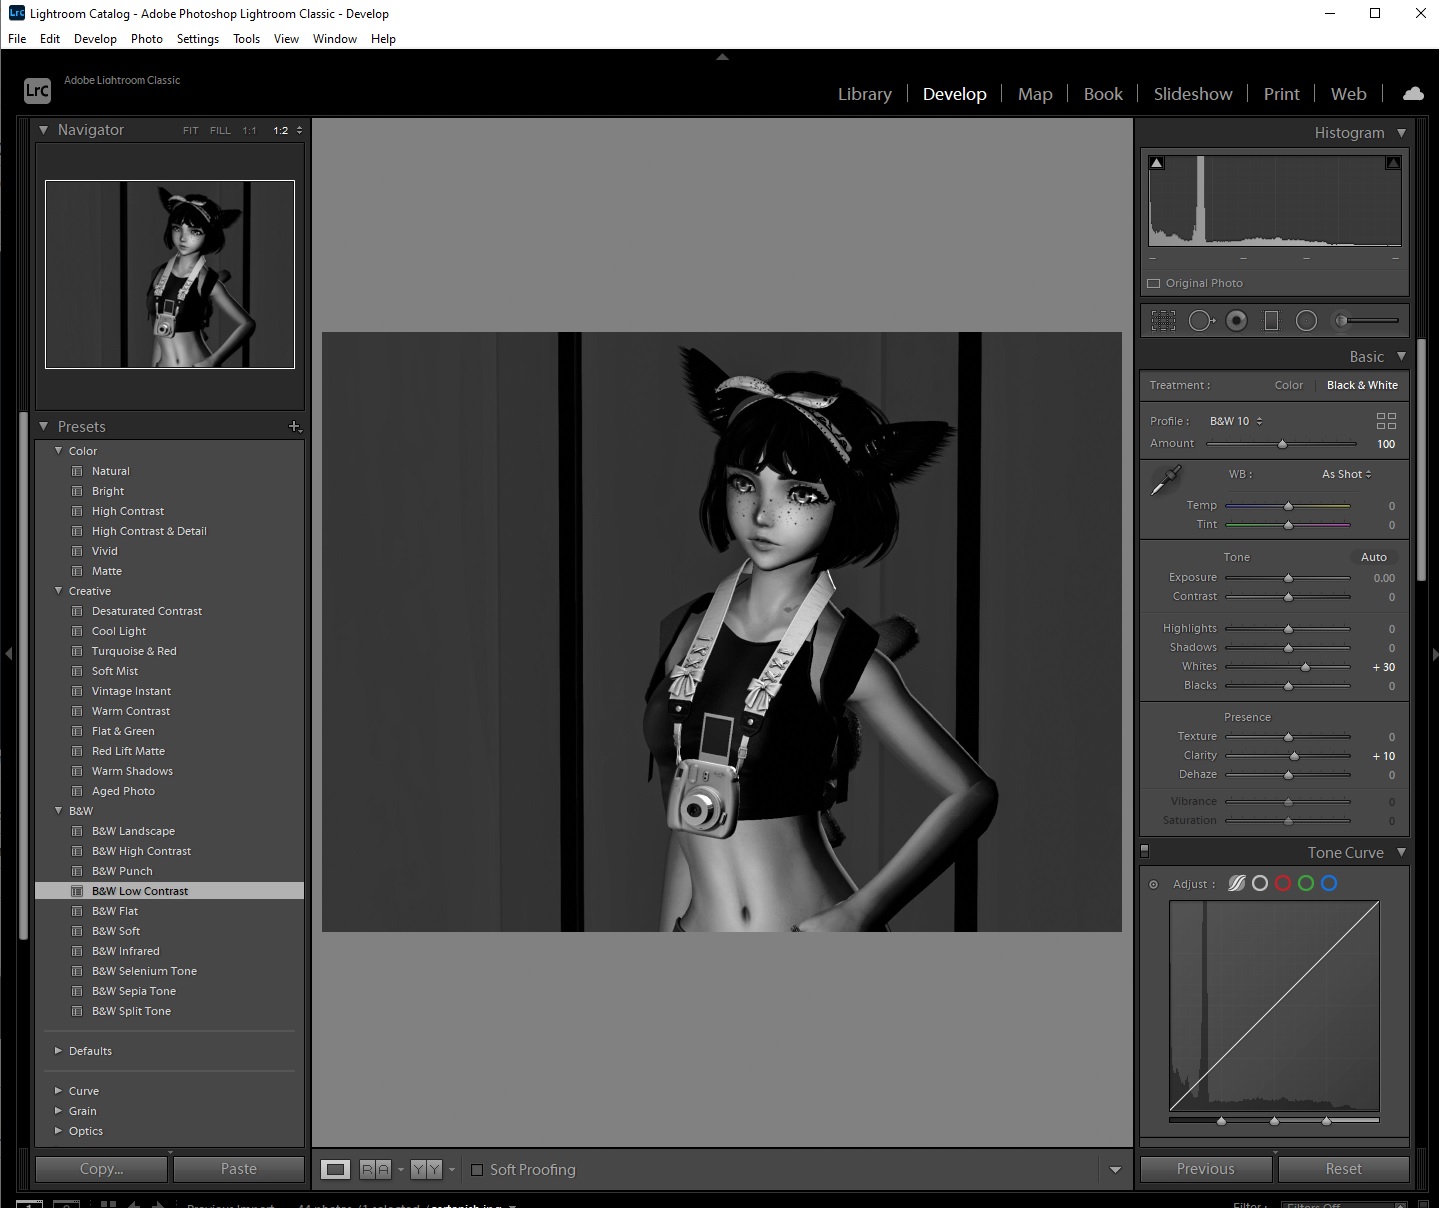 Lightroom Catalog - Adobe Photoshop Lightroom Classic - Develop
File Edit Develop Photo Settings Tools View Window Help
LrC Adobe Lightroom Classic
Library Develop Map Book Slideshow Print Web
Navigator FIT FILL 1:1 1:2
Presets
Color
Natural
Bright
High Contrast
High Contrast & Detail
Vivid
Matte
Creative
Desaturated Contrast
Cool Light
Turquoise & Red
Soft Mist
Vintage Instant
Warm Contrast
Flat & Green
Red Lift Matte
Warm Shadows
Aged Photo
B&W
B&W Landscape
B&W High Contrast
B&W Punch
B&W Low Contrast
B&W Flat
B&W Soft
B&W Infrared
B&W Selenium Tone
B&W Sepia Tone
B&W Split Tone
Defaults
Curve
Grain
Optics
Copy... Paste
R A Y Y Soft Proofing
Histogram
Original Photo
Basic
Treatment : Color Black & White
Profile : B&W 10
Amount 100
WB : As Shot
Temp 0
Tint 0
Tone Auto
Exposure 0.00
Contrast 0
Highlights 0
Shadows 0
Whites + 30
Blacks 0
Presence
Texture 0
Clarity + 10
Dehaze 0
Vibrance 0
Saturation 0
Tone Curve
Adjust :
Previous Reset
Previous Import
Filter : Filters Off